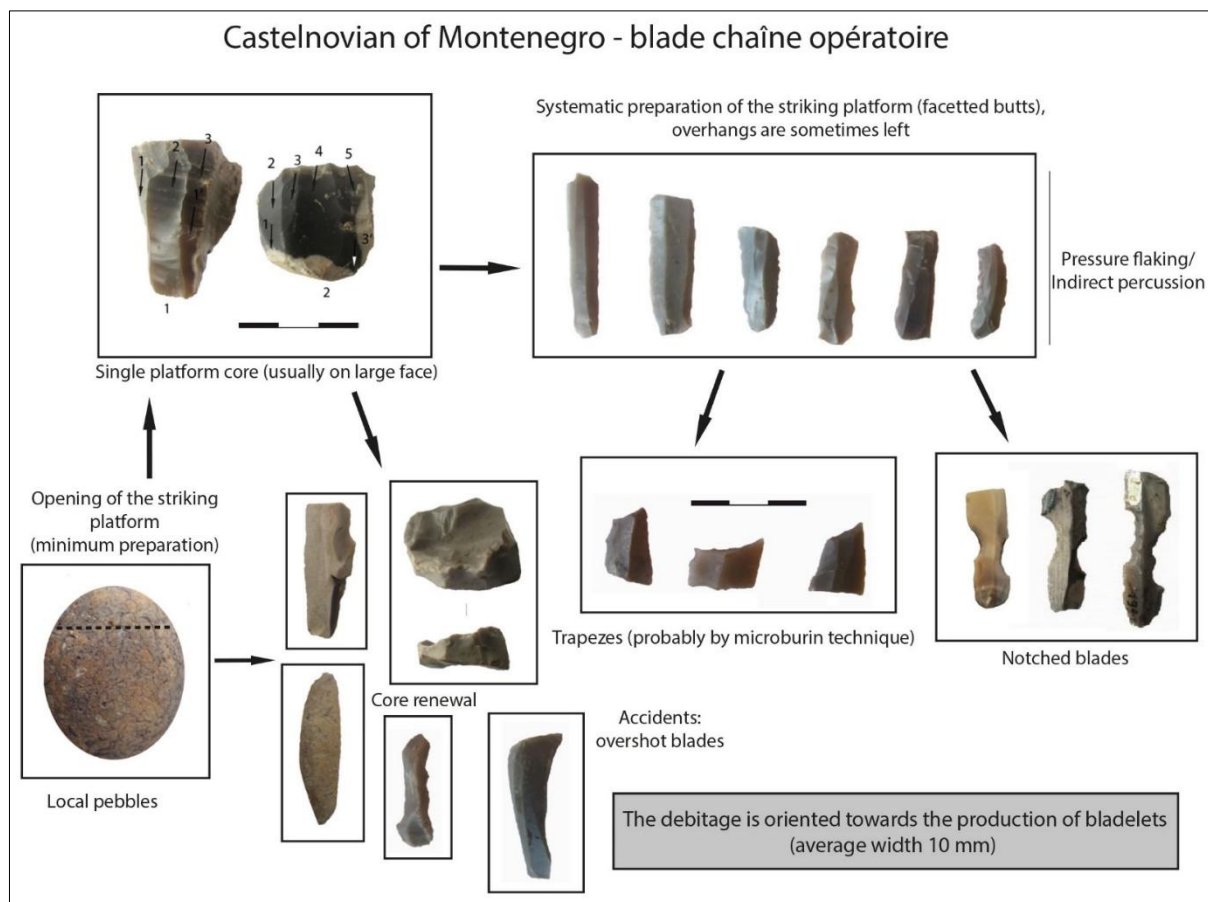 Castelnovian of Montenegro - blade chaîne opératoire
Systematic preparation of the striking platform (facetted butts),
overhangs are sometimes left
1
2
3
1'
1
2
3
4
5
1
3'
2
Pressure flaking/
Indirect percussion
Single platform core (usually on large face)
Opening of the striking
platform
(minimum preparation)
Local pebbles
Core renewal
Trapezes (probably by microburin technique)
Notched blades
Accidents:
overshot blades
The debitage is oriented towards the production of bladelets
(average width 10 mm)